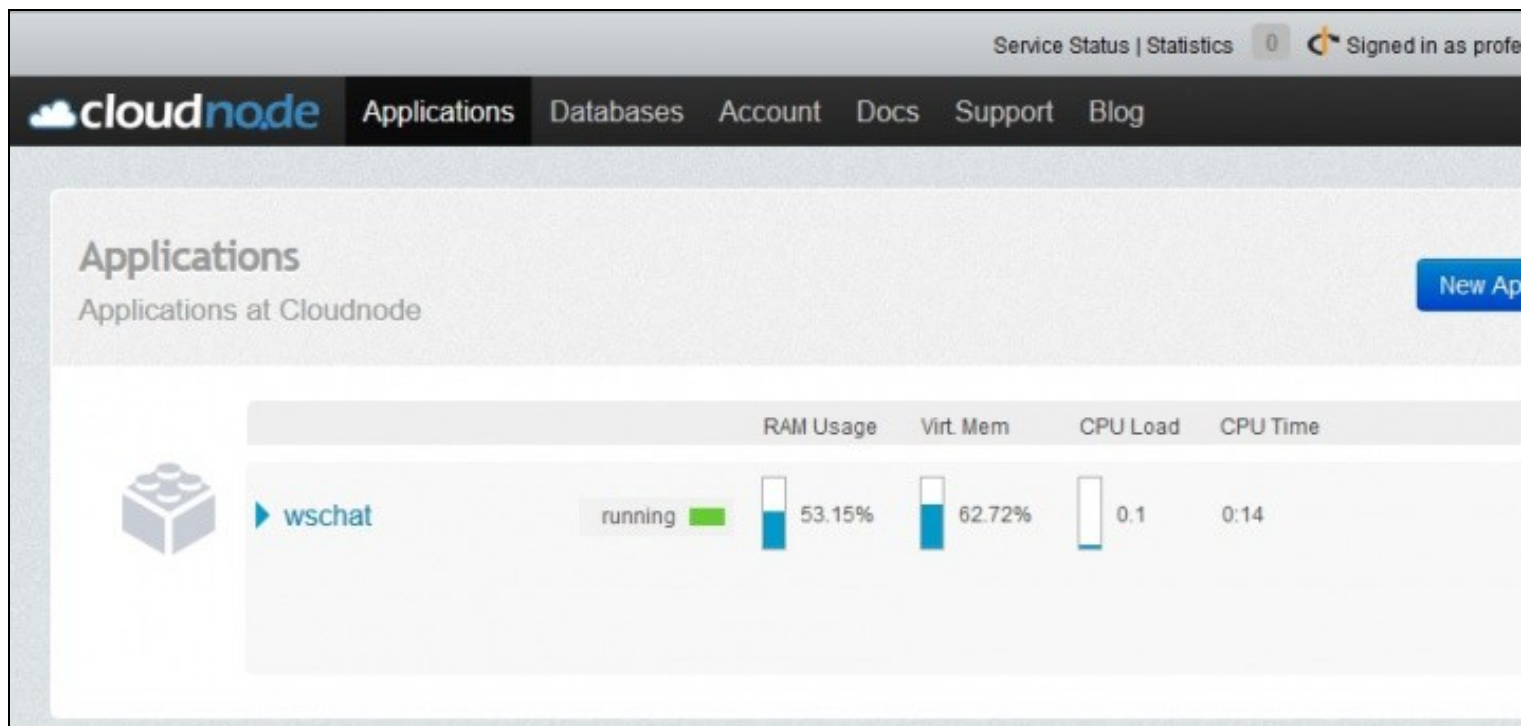 Service Status | Statistics 0 Signed in as profe
cloudno.de Applications Databases Account Docs Support Blog
Applications
Applications at Cloudnode
New Ap
RAM Usage Virt. Mem CPU Load CPU Time
wschat running 53.15% 62.72% 0.1 0:14